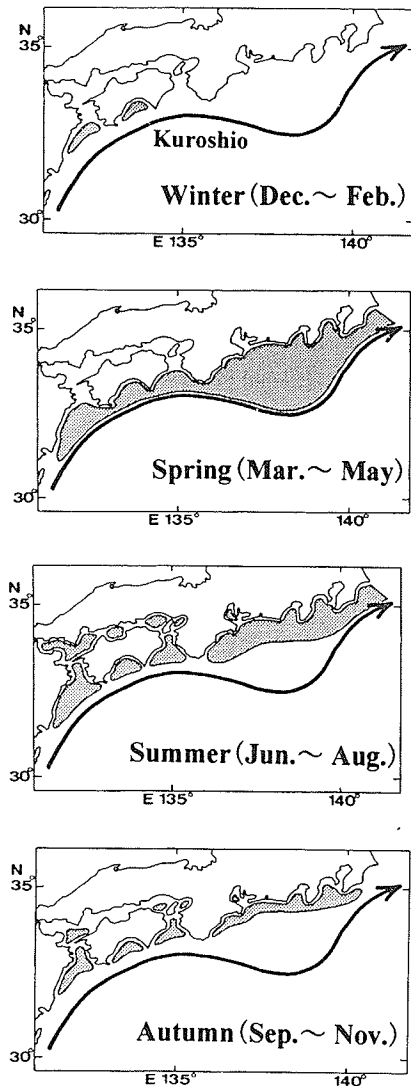 N
35°
30°
Kuroshio
Winter (Dec.~ Feb.)
E 135° 140°
N
35°
30°
Spring (Mar.~ May)
E 135° 140°
N
35°
30°
Summer (Jun.~ Aug.)
E 135° 140°
N
35°
30°
Autumn (Sep.~ Nov.)
E 135° 140°